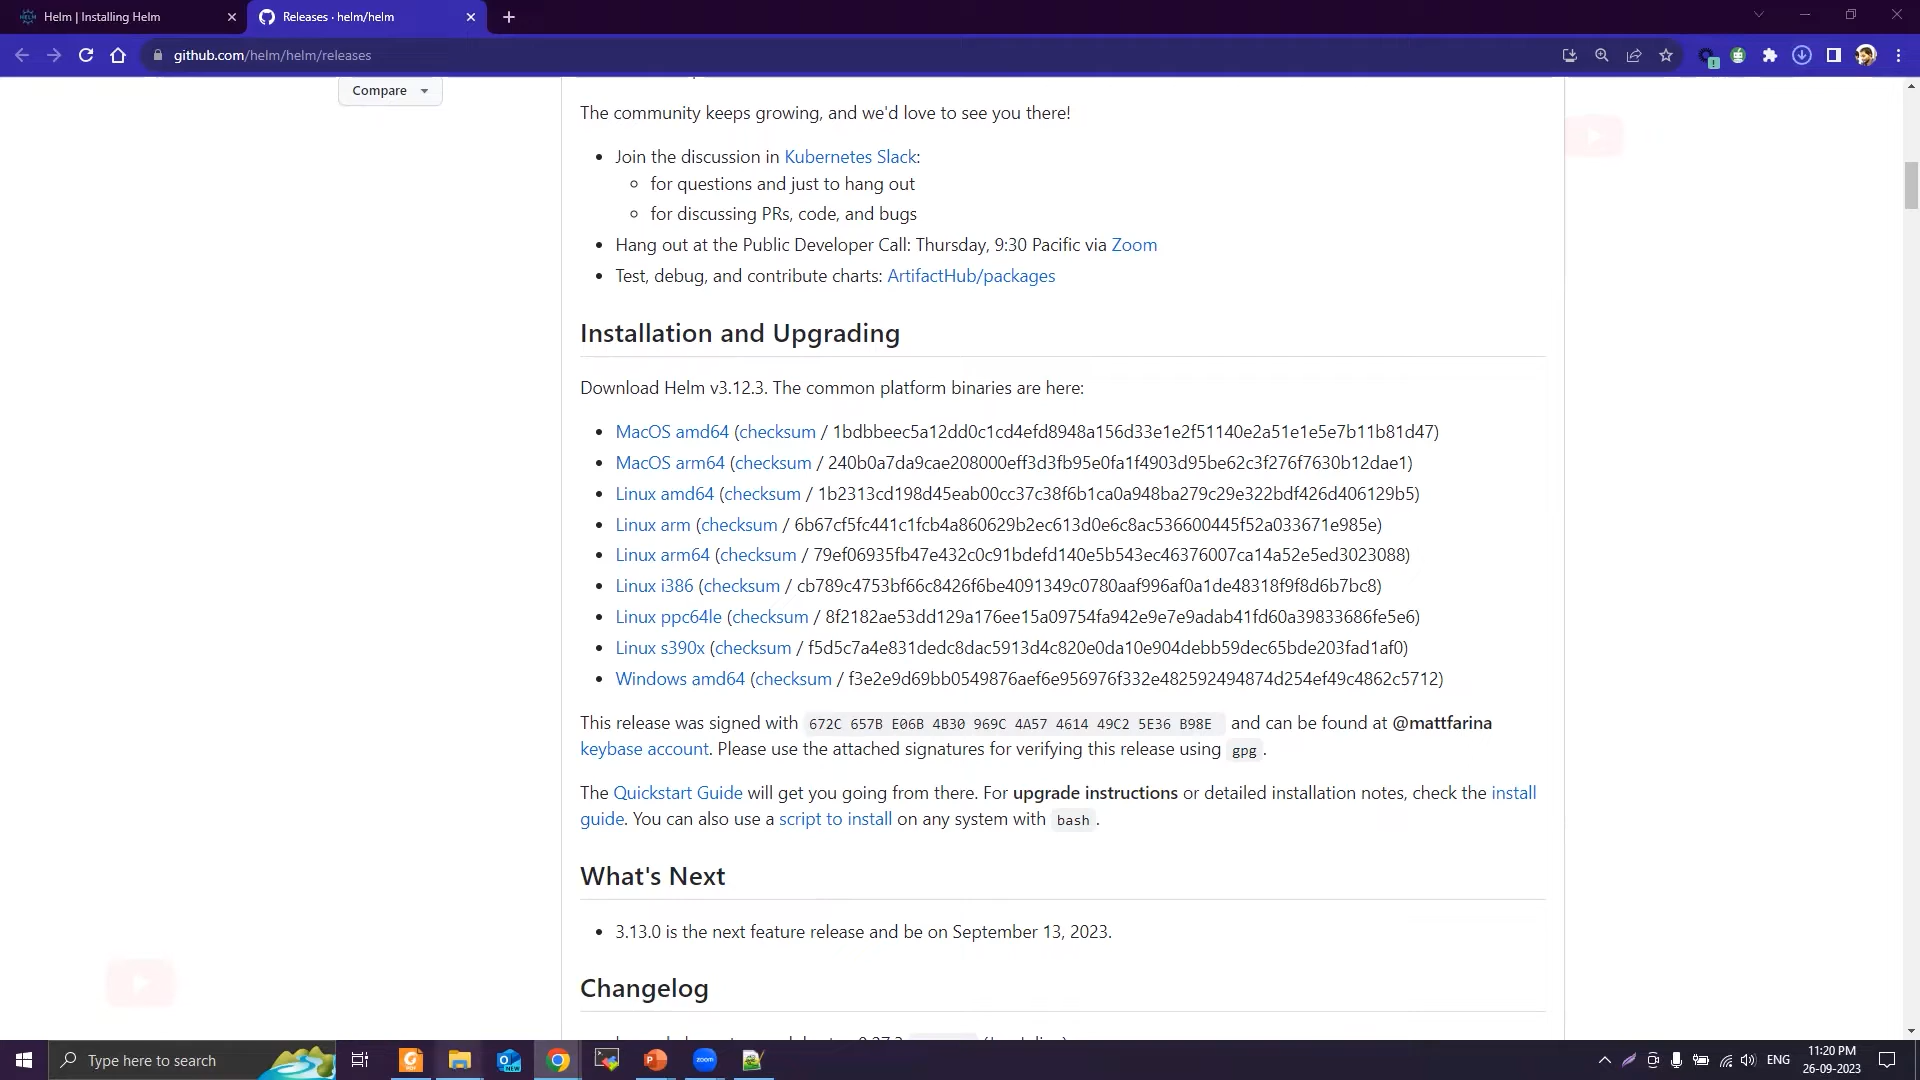 Helm | Installing Helm
Releases · helm/helm
github.com/helm/helm/releases
Compare
The community keeps growing, and we'd love to see you there!
Join the discussion in Kubernetes Slack:
for questions and just to hang out
for discussing PRs, code, and bugs
Hang out at the Public Developer Call: Thursday, 9:30 Pacific via Zoom
Test, debug, and contribute charts: ArtifactHub/packages
Installation and Upgrading
Download Helm v3.12.3. The common platform binaries are here:
MacOS amd64 (checksum / 1bdbbeec5a12dd0c1cd4efd8948a156d33e1e2f51140e2a51e1e5e7b11b81d47)
MacOS arm64 (checksum / 240b0a7da9cae208000eff3d3fb95e0fa1f4903d95be62c3f276f7630b12dae1)
Linux amd64 (checksum / 1b2313cd198d45eab00cc37c38f6b1ca0a948ba279c29e322bdf426d406129b5)
Linux arm (checksum / 6b67cf5fc441c1fcb4a860629b2ec613d0e6c8ac536600445f52a033671e985e)
Linux arm64 (checksum / 79ef06935fb47e432c0c91bdefd140e5b543ec46376007ca14a52e5ed3023088)
Linux i386 (checksum / cb789c4753bf66c8426f6be4091349c0780aaf996af0a1de48318f9f8d6b7bc8)
Linux ppc64le (checksum / 8f2182ae53dd129a176ee15a09754fa942e9e7e9adab41fd60a39833686fe5e6)
Linux s390x (checksum / f5d5c7a4e831dedc8dac5913d4c820e0da10e904debb59dec65bde203fad1af0)
Windows amd64 (checksum / f3e2e9d69bb0549876aef6e956976f332e482592494874d254ef49c4862c5712)
This release was signed with 672C 657B E06B 4B30 969C 4A57 4614 49C2 5E36 B98E and can be found at @mattfarina
keybase account. Please use the attached signatures for verifying this release using gpg.
The Quickstart Guide will get you going from there. For upgrade instructions or detailed installation notes, check the install
guide. You can also use a script to install on any system with bash.
What's Next
3.13.0 is the next feature release and be on September 13, 2023.
Changelog
Type here to search
NEW
zoom
ENG
11:20 PM
26-09-2023